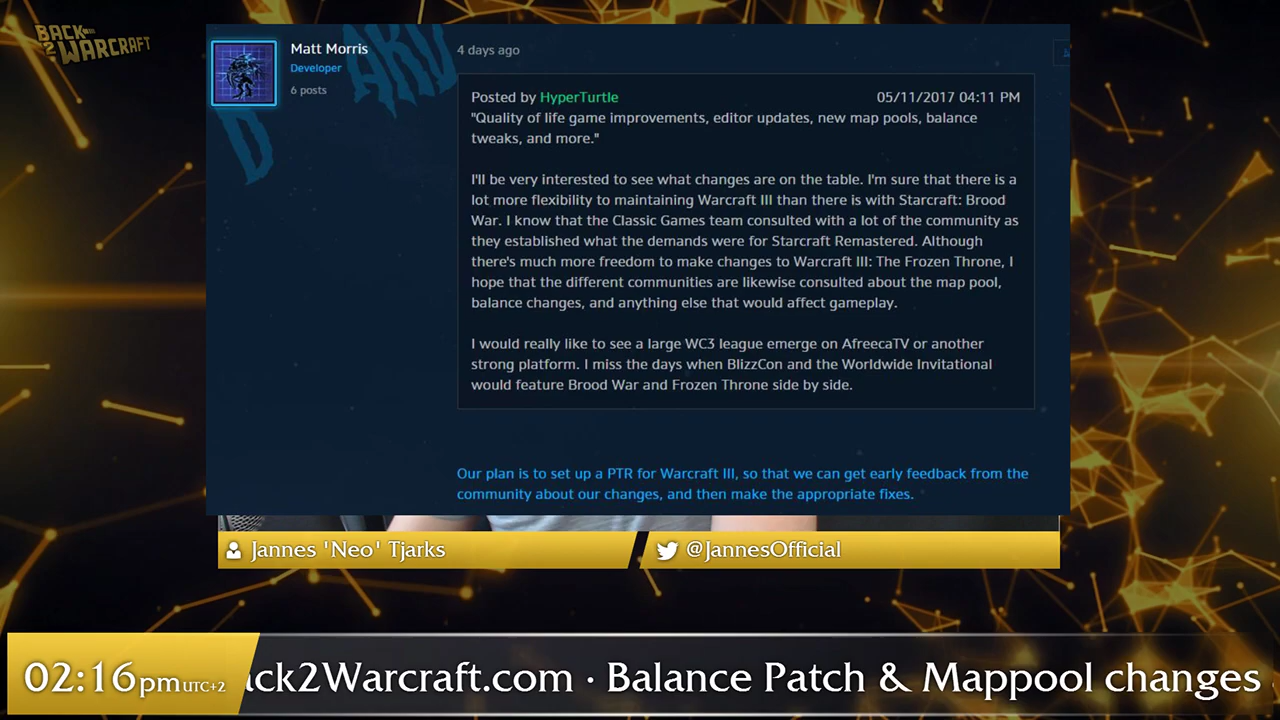 BACK
2 WARCRAFT
Matt Morris
Developer
6 posts
4 days ago
Posted by HyperTurtle
05/11/2017 04:11 PM
"Quality of life game improvements, editor updates, new map pools, balance
tweaks, and more."
I'll be very interested to see what changes are on the table. I'm sure that there is a
lot more flexibility to maintaining Warcraft III than there is with Starcraft: Brood
War. I know that the Classic Games team consulted with a lot of the community as
they established what the demands were for Starcraft Remastered. Although
there's much more freedom to make changes to Warcraft III: The Frozen Throne, I
hope that the different communities are likewise consulted about the map pool,
balance changes, and anything else that would affect gameplay.
I would really like to see a large WC3 league emerge on AfreecaTV or another
strong platform. I miss the days when BlizzCon and the Worldwide Invitational
would feature Brood War and Frozen Throne side by side.
Our plan is to set up a PTR for Warcraft III, so that we can get early feedback from the
community about our changes, and then make the appropriate fixes.
Jannes 'Neo' Tjarks
@JannesOfficial
02:16pm UTC+2
ck2Warcraft.com · Balance Patch & Mappool changes